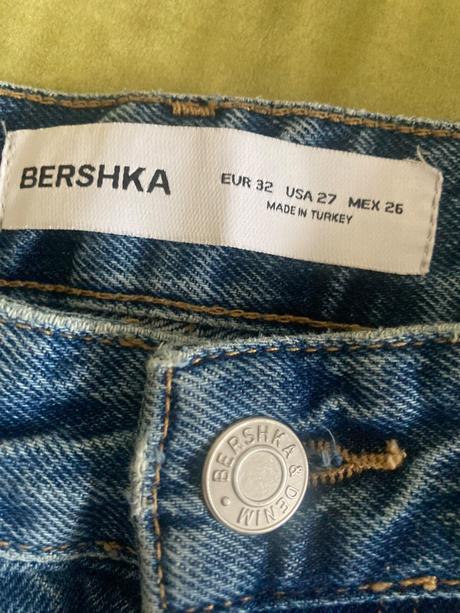 BERSHKA
EUR 32 USA 27 MEX 26
MADE IN TURKEY
BERSHKA & DENIM •